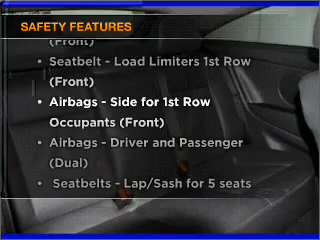 SAFETY FEATURES
(Front)
• Seatbelt - Load Limiters 1st Row
(Front)
• Airbags - Side for 1st Row
Occupants (Front)
• Airbags - Driver and Passenger
(Dual)
• Seatbelts - Lap/Sash for 5 seats